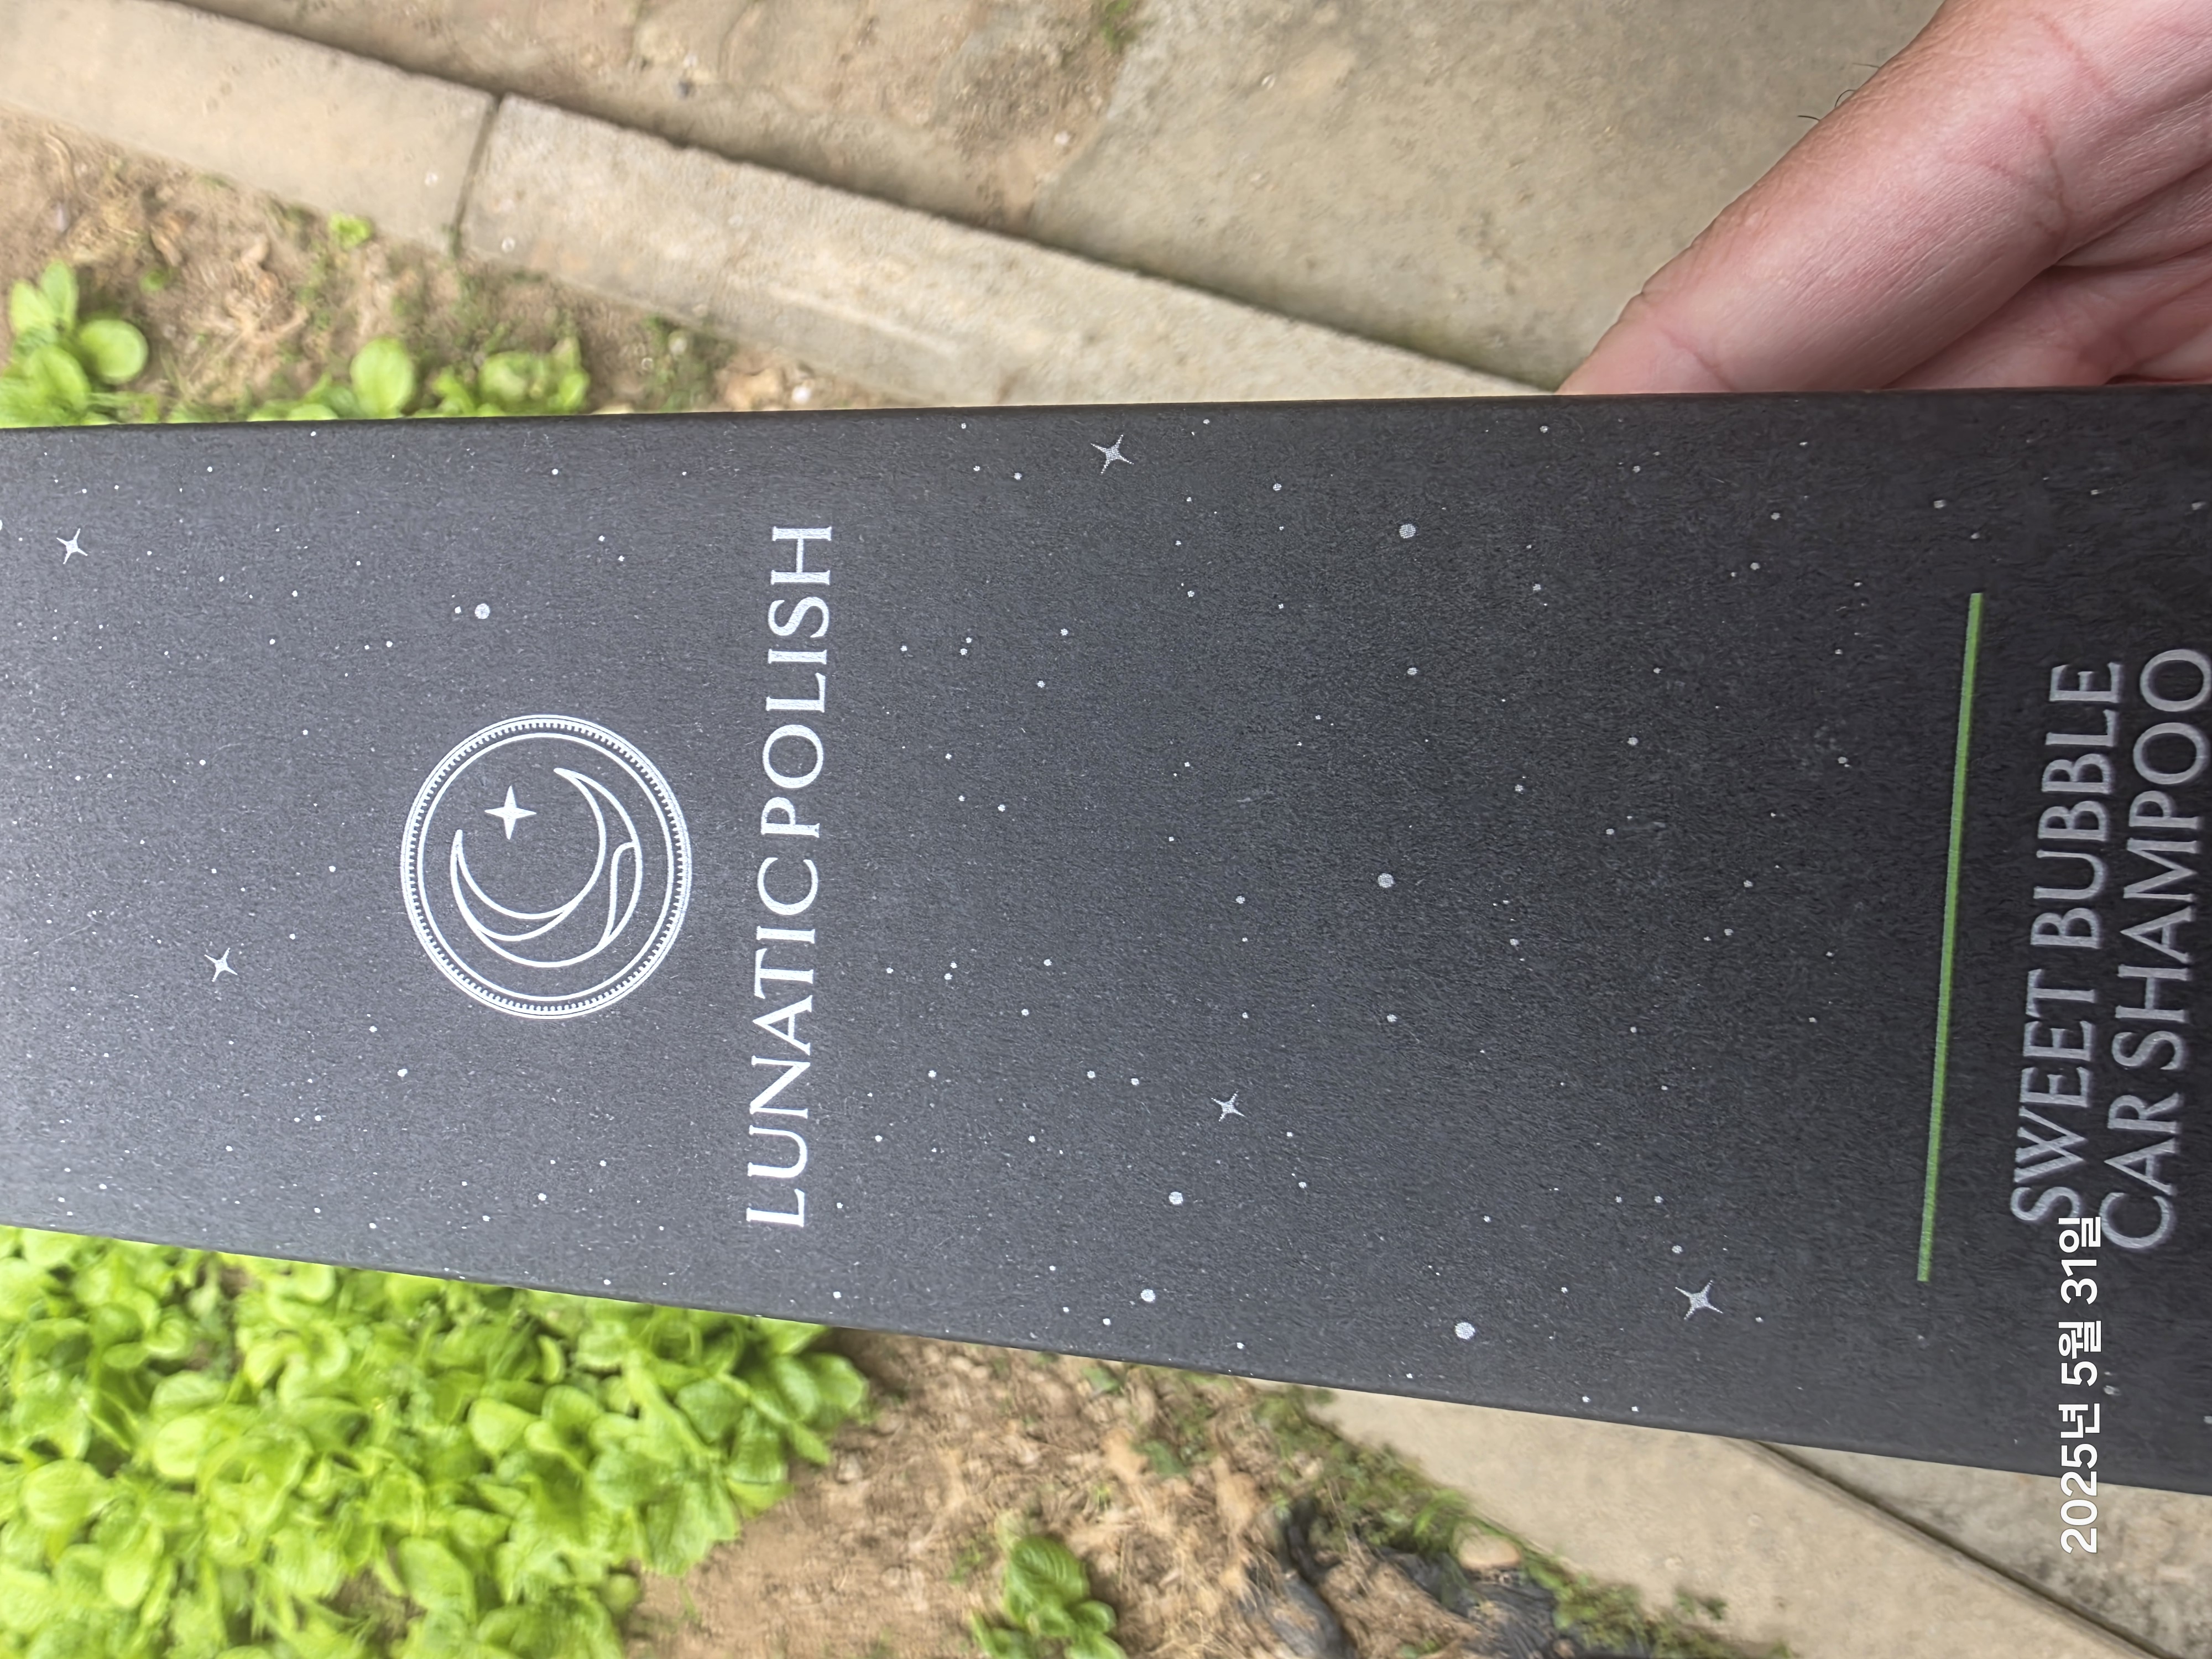 LUNATICPOLISH
SWEET BUBBLE
CAR SHAMPOO
2025년 5월 31일